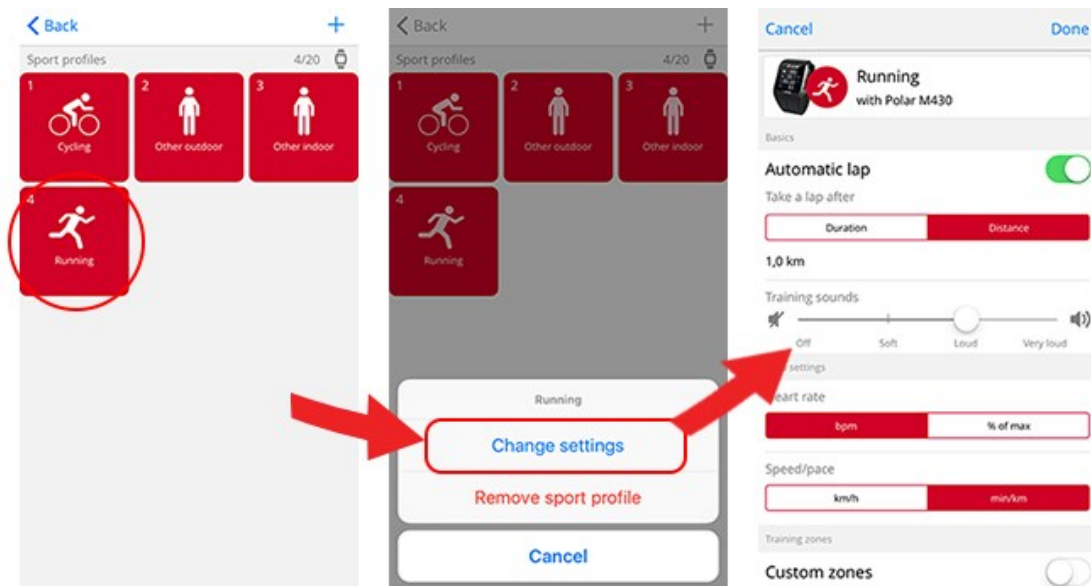 Back +
Sport profiles 4/20
1 2 3
Cycling Other outdoor Other indoor
4
Running
Back +
Sport profiles 4/20
1 2 3
Cycling Other outdoor Other indoor
4
Running
Running
Change settings
Remove sport profile
Cancel
Cancel Done
Running
with Polar M430
Basics
Automatic lap
Take a lap after
Duration Distance
1,0 km
Training sounds
Off Soft Loud Very loud
settings
eart rate
bpm % of max
Speed/pace
km/h min/km
Training zones
Custom zones